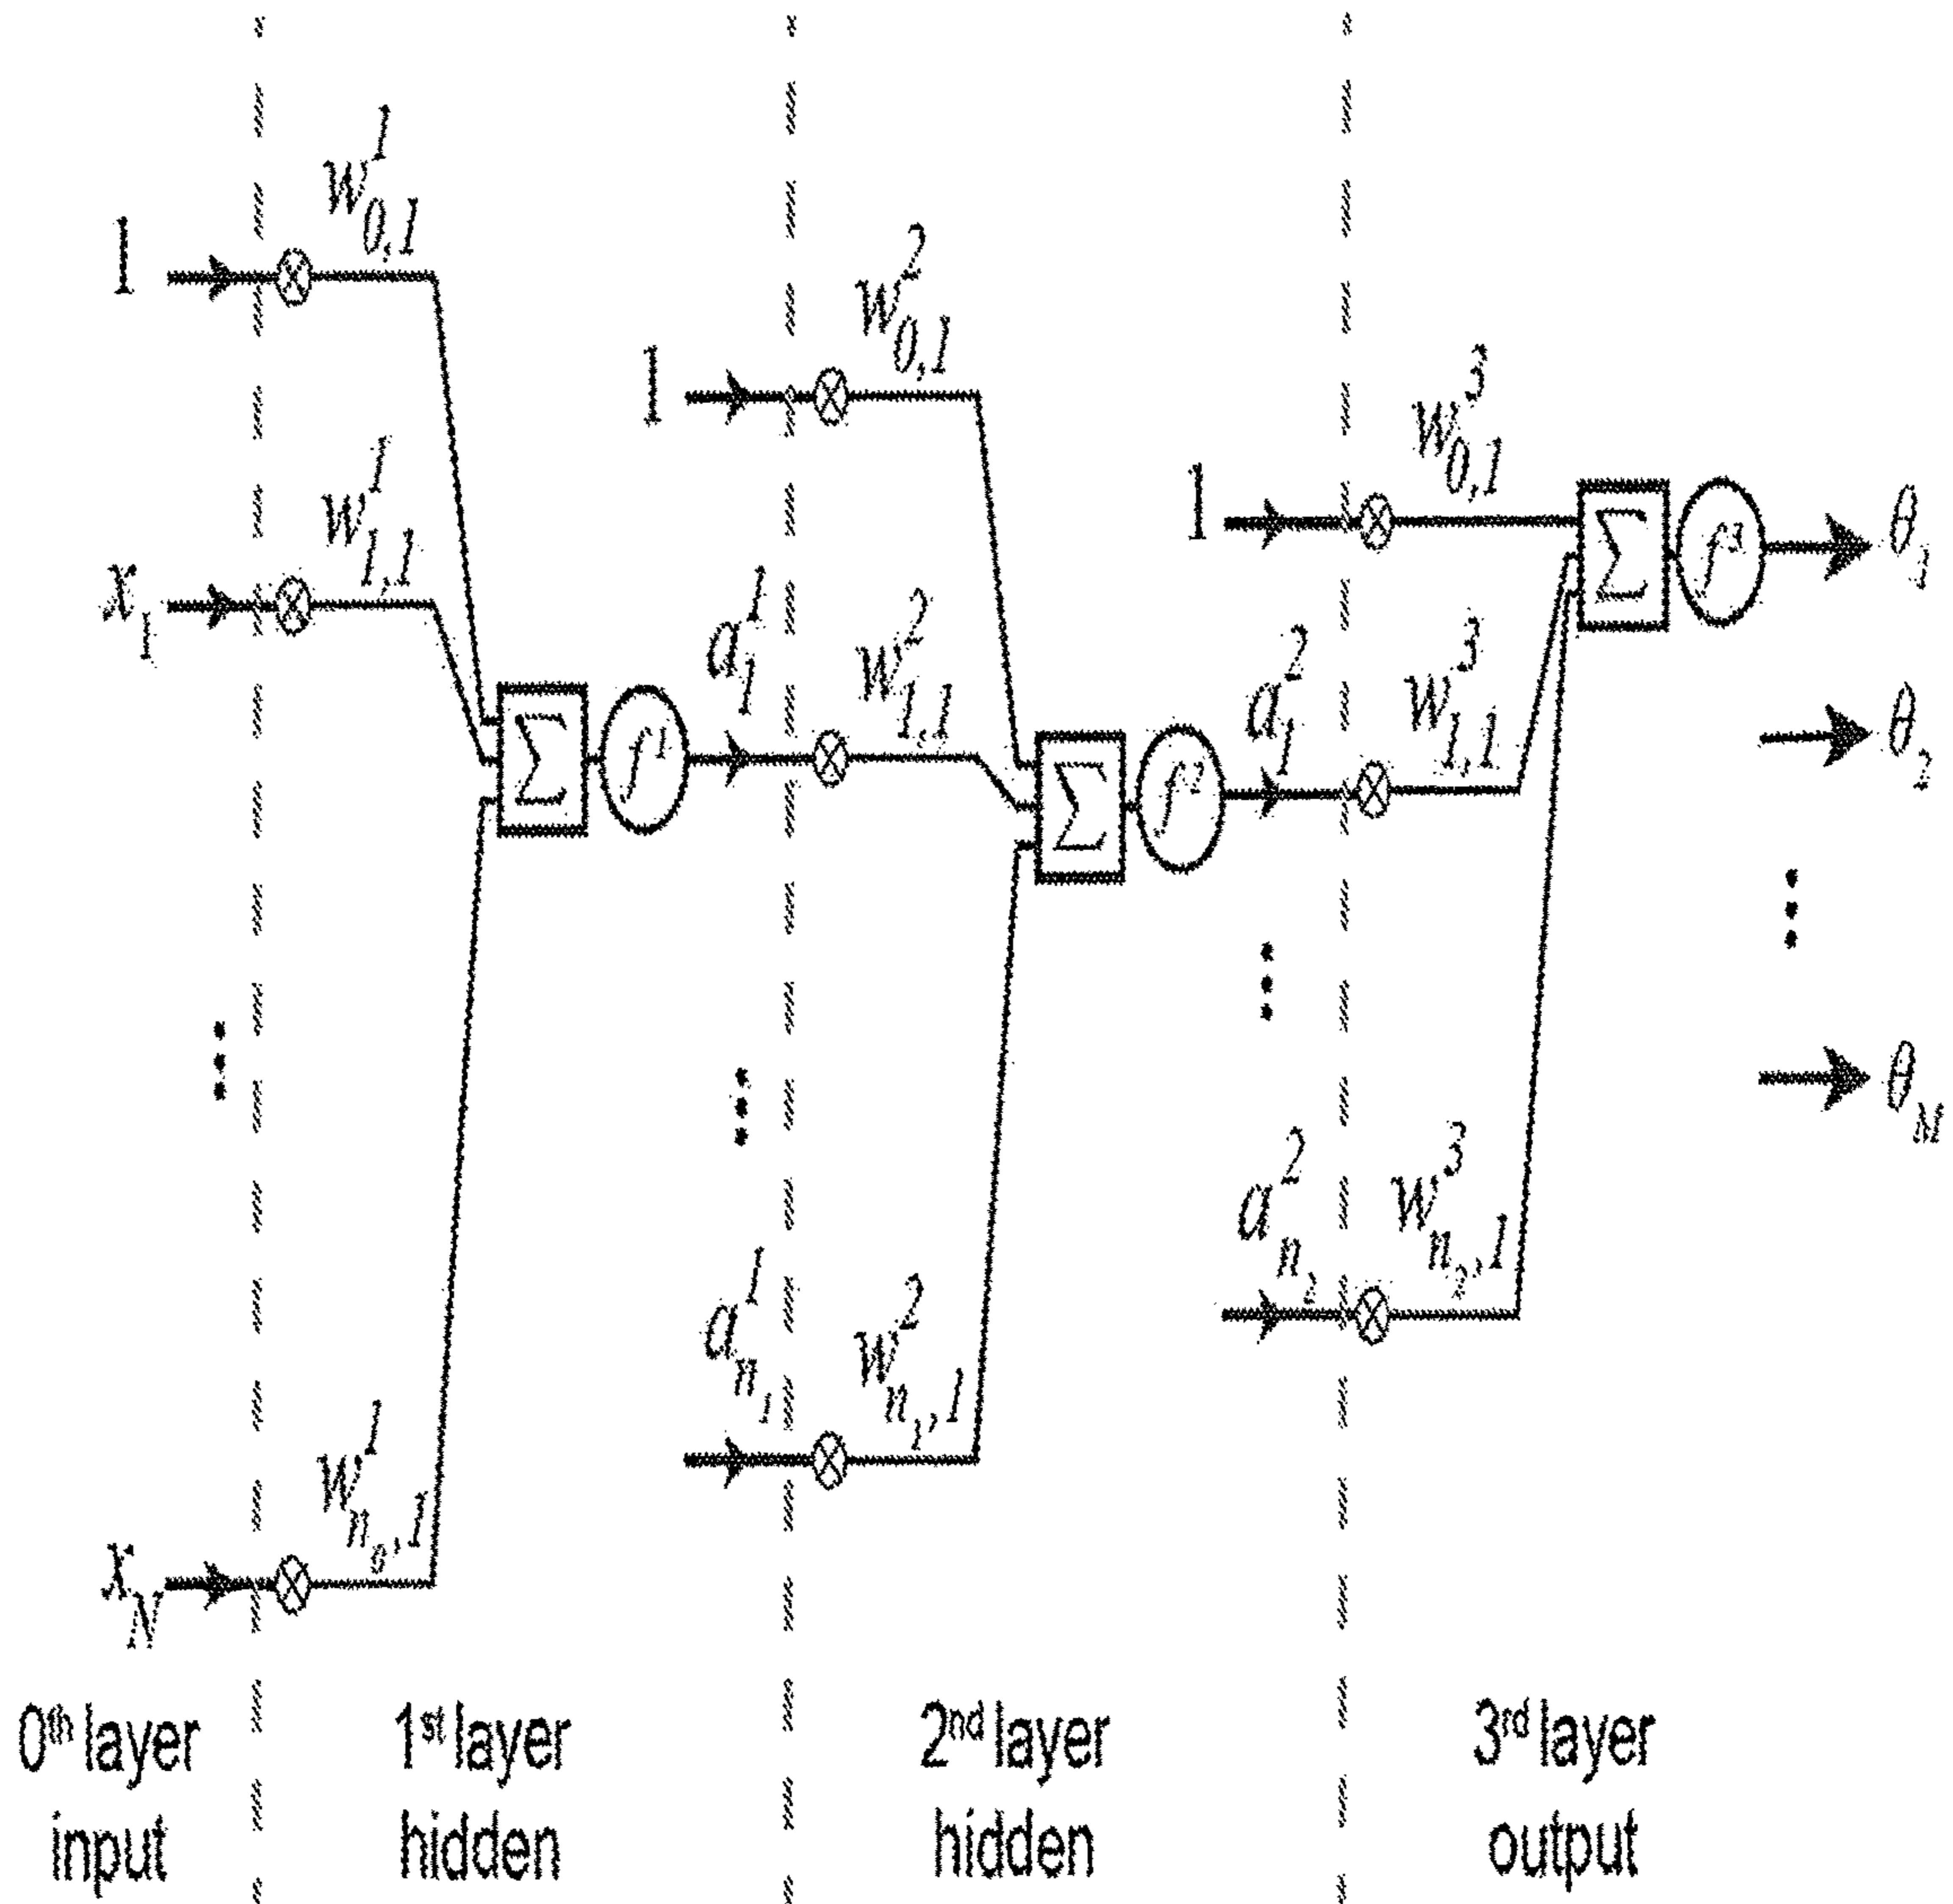 1
w^1_{0,1}
x_1
w^1_{1,1}
x_N
w^1_{n_0,1}
Σ
f^1
1
w^2_{0,1}
a^1_1
w^2_{1,1}
a^1_{n_1}
w^2_{n_1,1}
Σ
f^2
1
w^3_{0,1}
a^2_1
w^3_{1,1}
a^2_{n_2}
w^3_{n_2,1}
Σ
f^3
θ_1
θ_2
θ_M
0th layer
input
1st layer
hidden
2nd layer
hidden
3rd layer
output